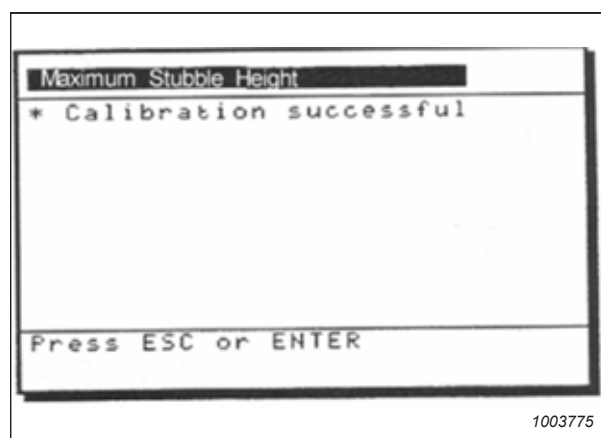 Maximum Stubble Height
* Calibration successful
Press ESC or ENTER
1003775